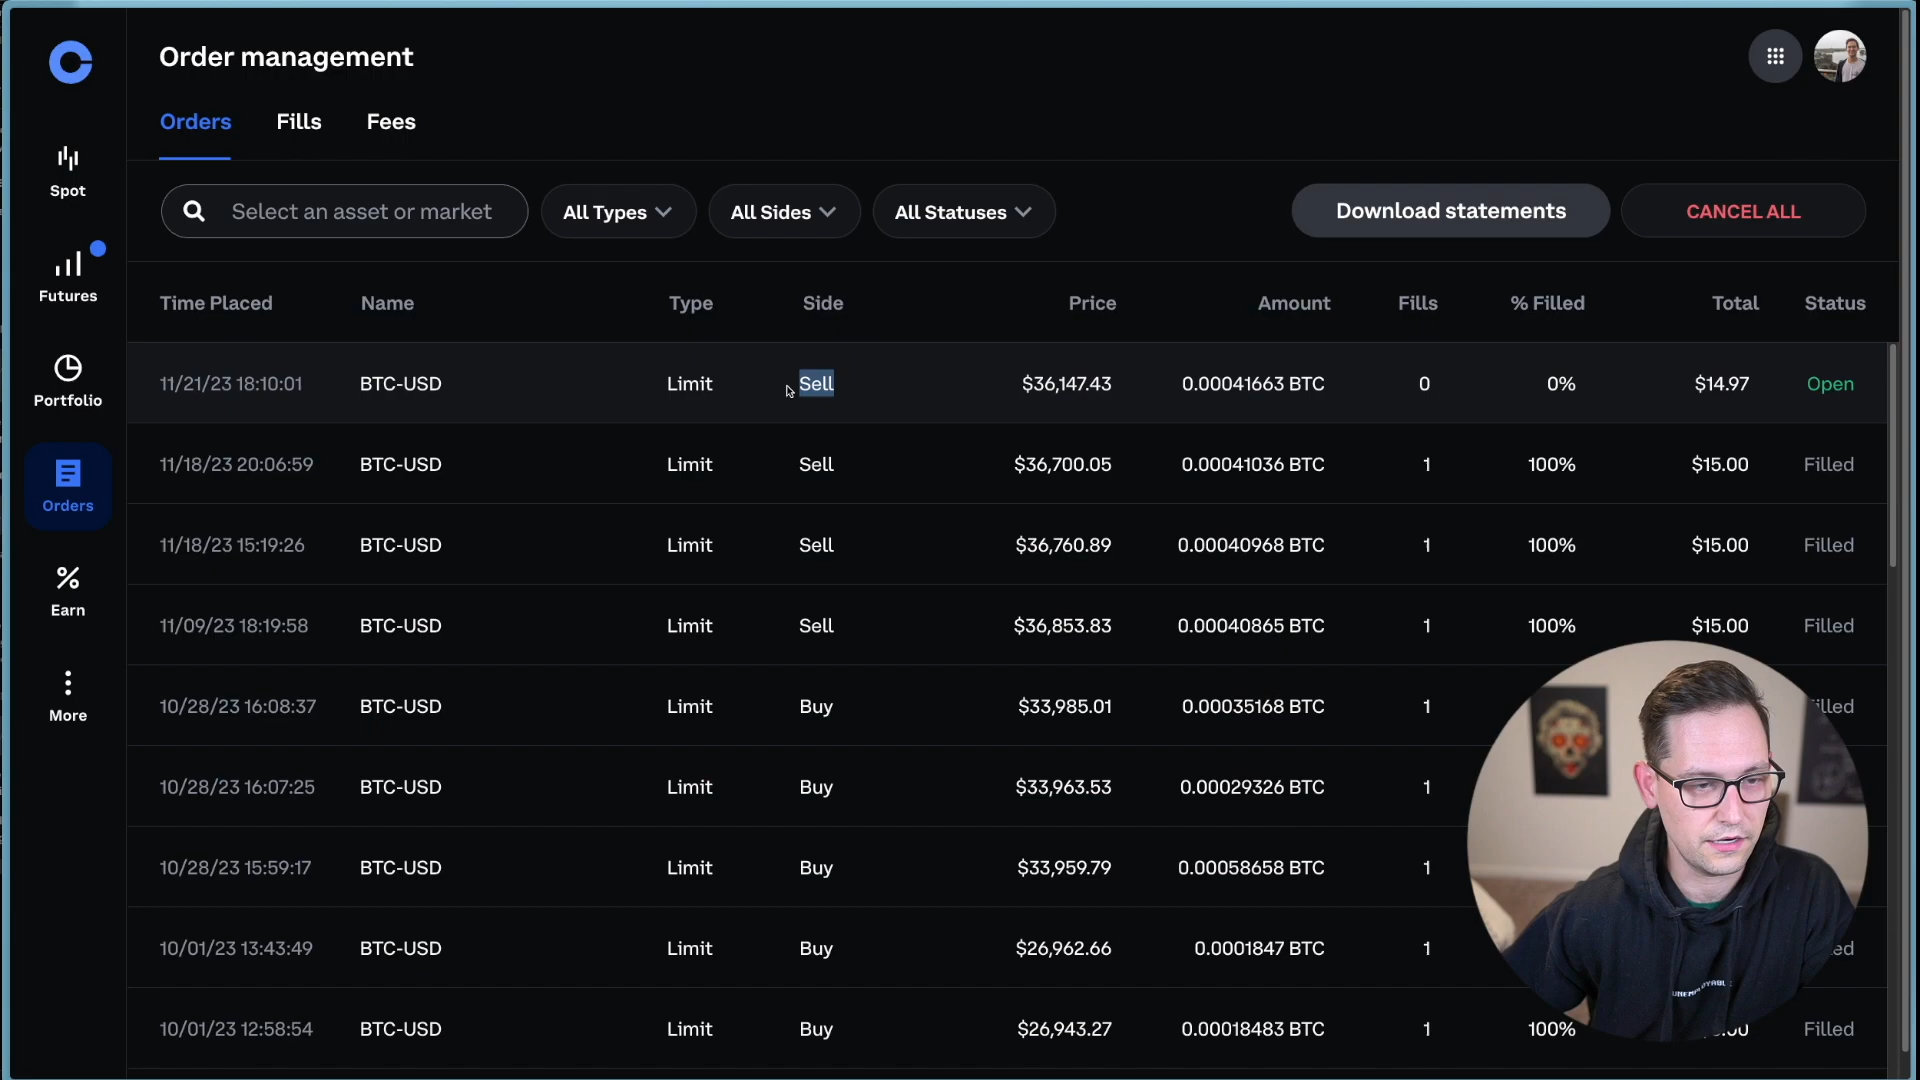 Order management
Orders Fills Fees
Spot
Futures
Portfolio
Orders
Earn
More
Select an asset or market All Types All Sides All Statuses Download statements CANCEL ALL
Time Placed Name Type Side Price Amount Fills % Filled Total Status
11/21/23 18:10:01 BTC-USD Limit Sell $36,147.43 0.00041663 BTC 0 0% $14.97 Open
11/18/23 20:06:59 BTC-USD Limit Sell $36,700.05 0.00041036 BTC 1 100% $15.00 Filled
11/18/23 15:19:26 BTC-USD Limit Sell $36,760.89 0.00040968 BTC 1 100% $15.00 Filled
11/09/23 18:19:58 BTC-USD Limit Sell $36,853.83 0.00040865 BTC 1 100% $15.00 Filled
10/28/23 16:08:37 BTC-USD Limit Buy $33,985.01 0.00035168 BTC 1
10/28/23 16:07:25 BTC-USD Limit Buy $33,963.53 0.00029326 BTC 1
10/28/23 15:59:17 BTC-USD Limit Buy $33,959.79 0.00058658 BTC 1
10/01/23 13:43:49 BTC-USD Limit Buy $26,962.66 0.0001847 BTC 1
10/01/23 12:58:54 BTC-USD Limit Buy $26,943.27 0.00018483 BTC 1 100% Filled